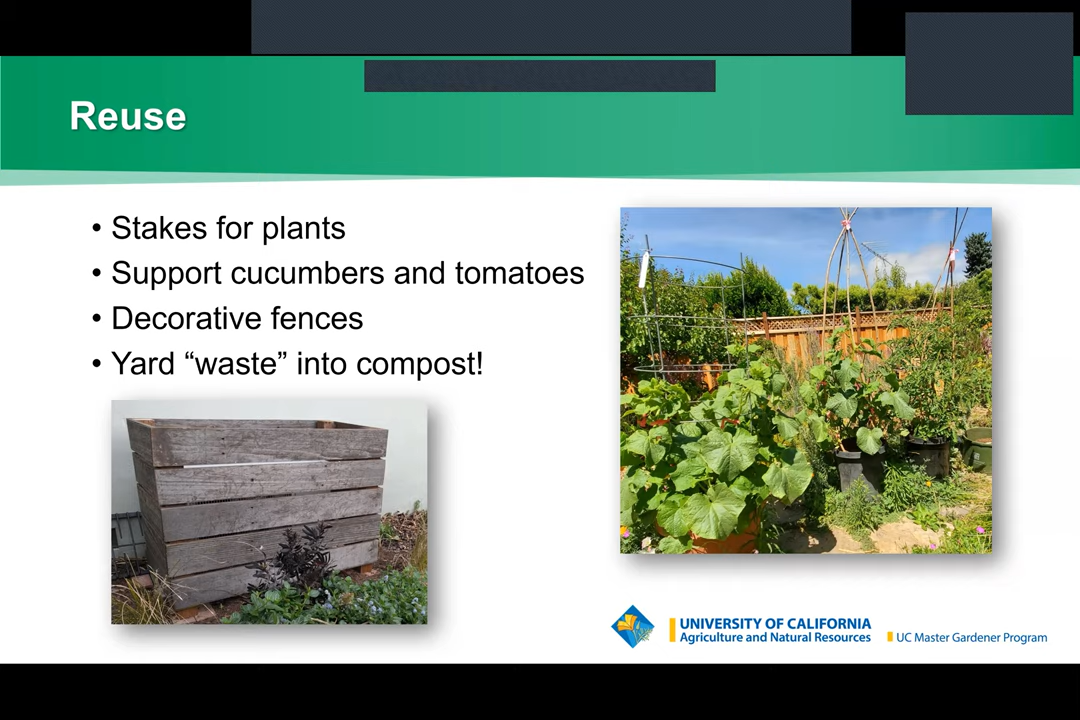 Reuse
• Stakes for plants
• Support cucumbers and tomatoes
• Decorative fences
• Yard “waste” into compost!
UNIVERSITY OF CALIFORNIA
Agriculture and Natural Resources
UC Master Gardener Program